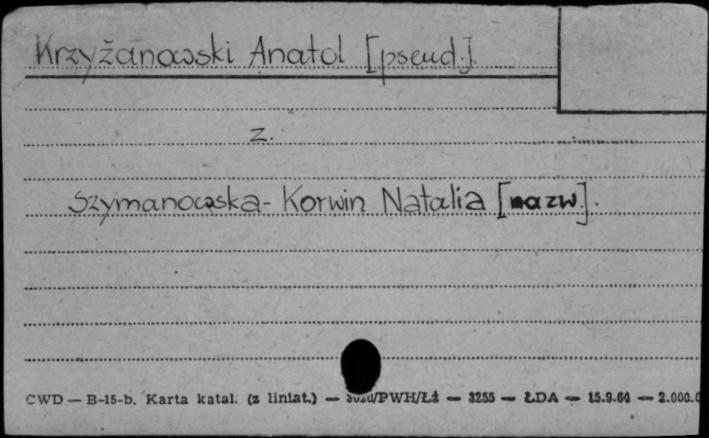 Krzyżanowski Anatol [pseud.].
z.
Szymanowska-Korwin Natalia [nazw.].
CWD — B-15-b. Karta katal. (z liniat.) — /PWH/Łż — 3255 — ŁDA — 15.9.64 — 2.000.0